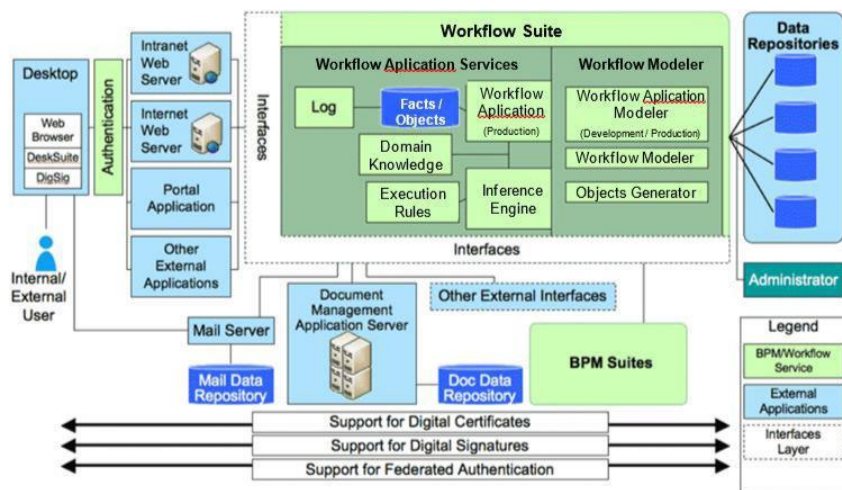 Workflow Suite
Data
Repositories
Desktop
Web
Browser
DeskSuite
DigSig
Internal/
External
User
Authentication
Intranet
Web
Server
Internet
Web
Server
Portal
Application
Other
External
Applications
Interfaces
Workflow Aplication Services
Log
Facts /
Objects
Workflow
Aplication
(Production)
Domain
Knowledge
Execution
Rules
Inference
Engine
Workflow Modeler
Workflow Aplication
Modeler
(Development / Production)
Workflow Modeler
Objects Generator
Interfaces
Administrator
Mail Server
Mail Data
Repository
Document
Management
Application Server
Doc Data
Repository
Other External Interfaces
BPM Suites
Legend
BPM/Workflow
Service
External
Applications
Interfaces
Layer
Support for Digital Certificates
Support for Digital Signatures
Support for Federated Authentication